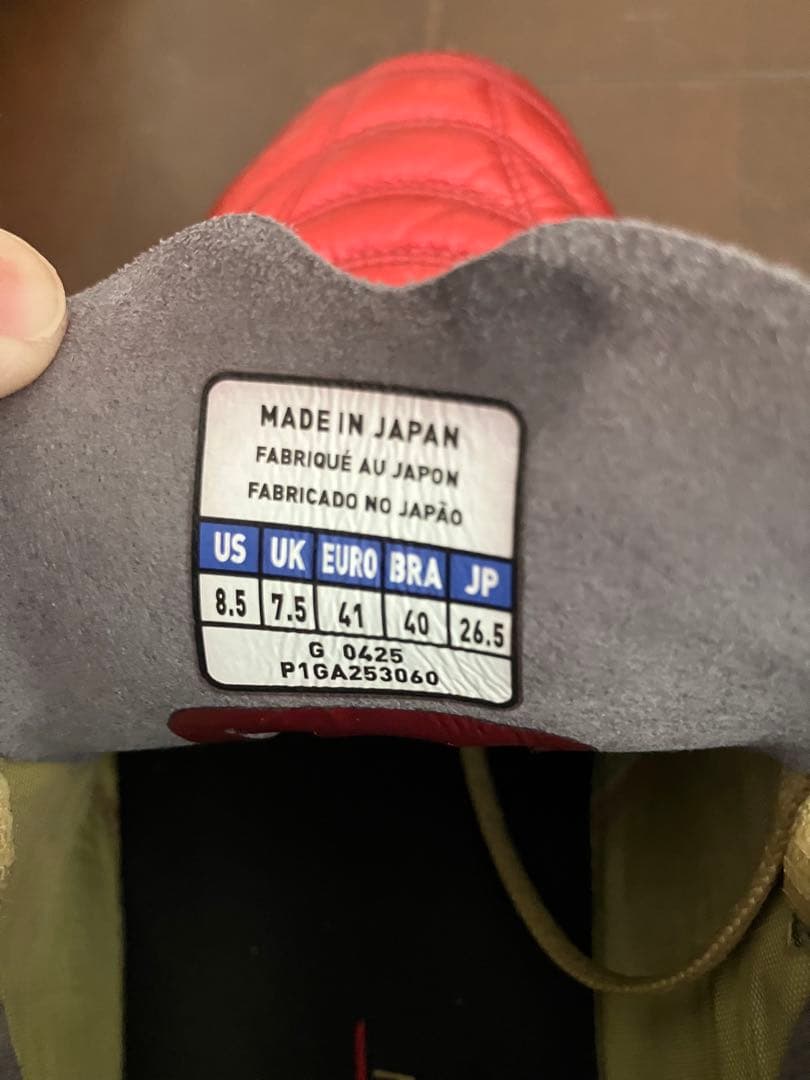 MADE IN JAPAN
FABRIQUÉ AU JAPON
FABRICADO NO JAPÃO
US UK EURO BRA JP
8.5 7.5 41 40 26.5
G 0425
P1GA253060